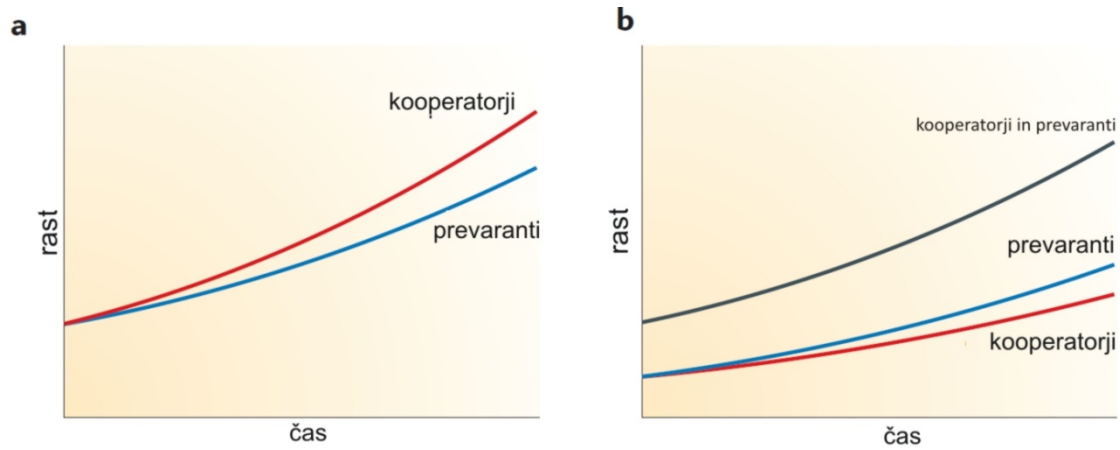 a
kooperatorji
prevaranti
rast
čas
b
kooperatorji in prevaranti
prevaranti
kooperatorji
rast
čas